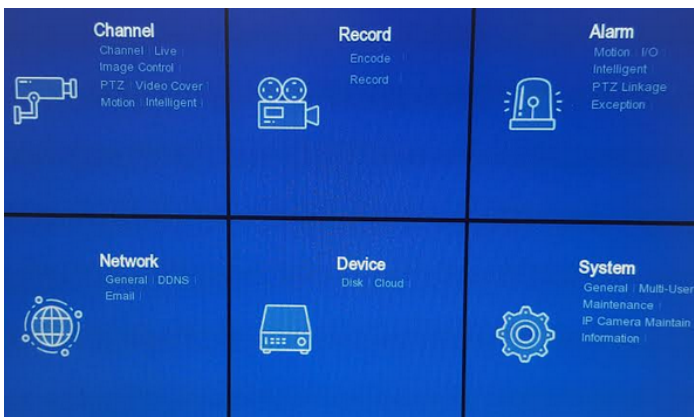 Channel
Channel | Live |
Image Control |
PTZ | Video Cover |
Motion | Intelligent |
Record
Encode |
Record |
Alarm
Motion | I/O |
Intelligent |
PTZ Linkage |
Exception |
Network
General | DDNS |
Email |
Device
Disk | Cloud |
System
General | Multi-User
Maintenance |
IP Camera Maintain
Information |